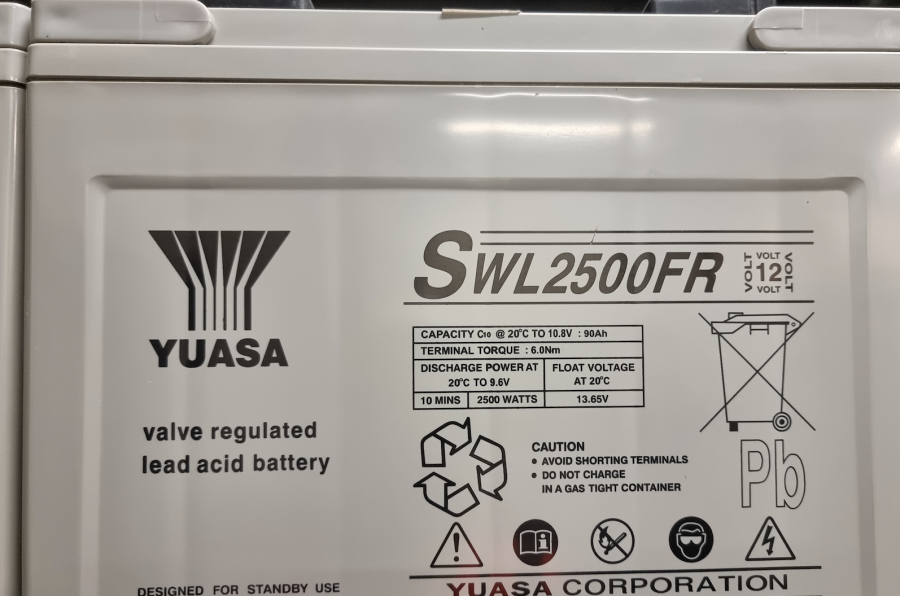 YUASA
valve regulated
lead acid battery
DESIGNED FOR STANDBY USE
SWL2500FR
VOLT
VOLT 12 VOLT
VOLT
CAPACITY C₁₀ @ 20°C TO 10.8V : 90Ah
TERMINAL TORQUE : 6.0Nm
DISCHARGE POWER AT
20°C TO 9.6V
FLOAT VOLTAGE
AT 20°C
10 MINS 2500 WATTS 13.65V
CAUTION
• AVOID SHORTING TERMINALS
• DO NOT CHARGE
IN A GAS TIGHT CONTAINER
Pb
YUASA CORPORATION